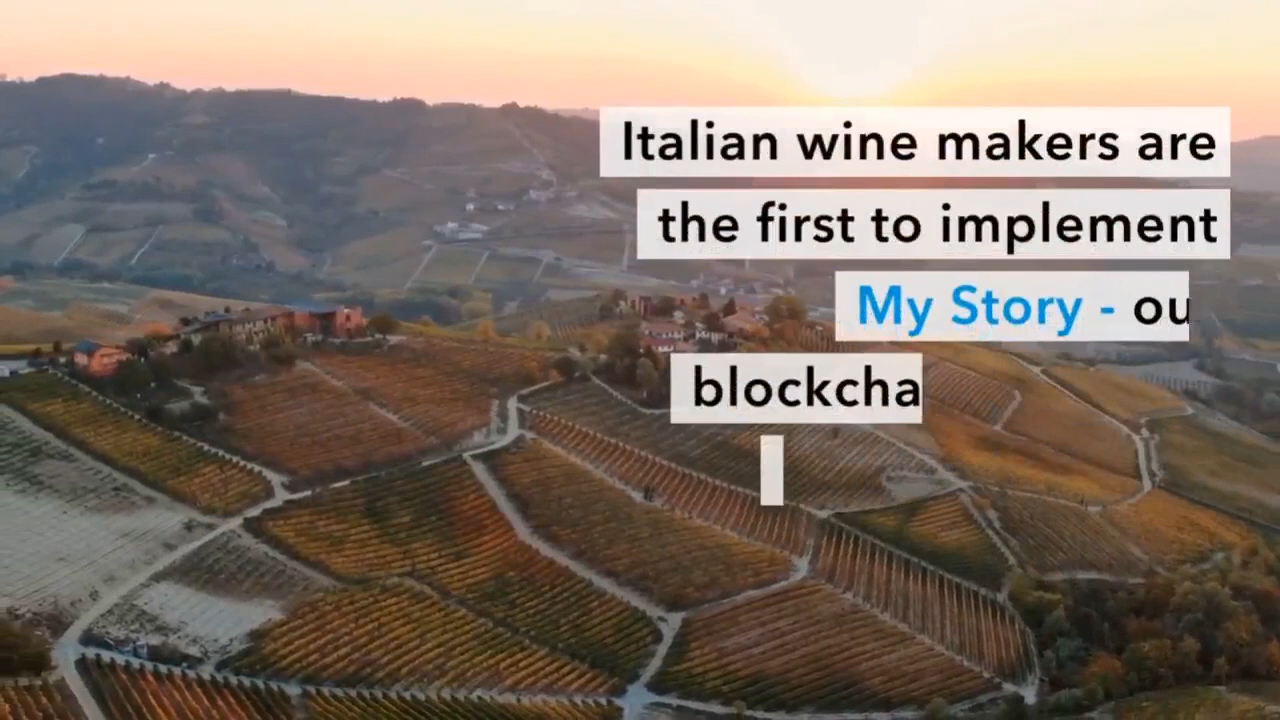 Italian wine makers are
the first to implement
My Story - ou
blockcha